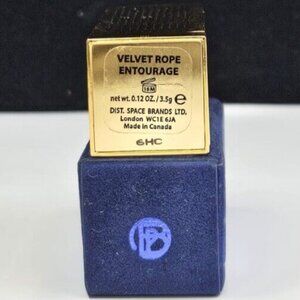 VELVET ROPE
ENTOURAGE
18M
net wt. 0.12 OZ. / 3.5g e
DIST. SPACE BRANDS LTD.
London WC1E 6JA
Made in Canada
6HC